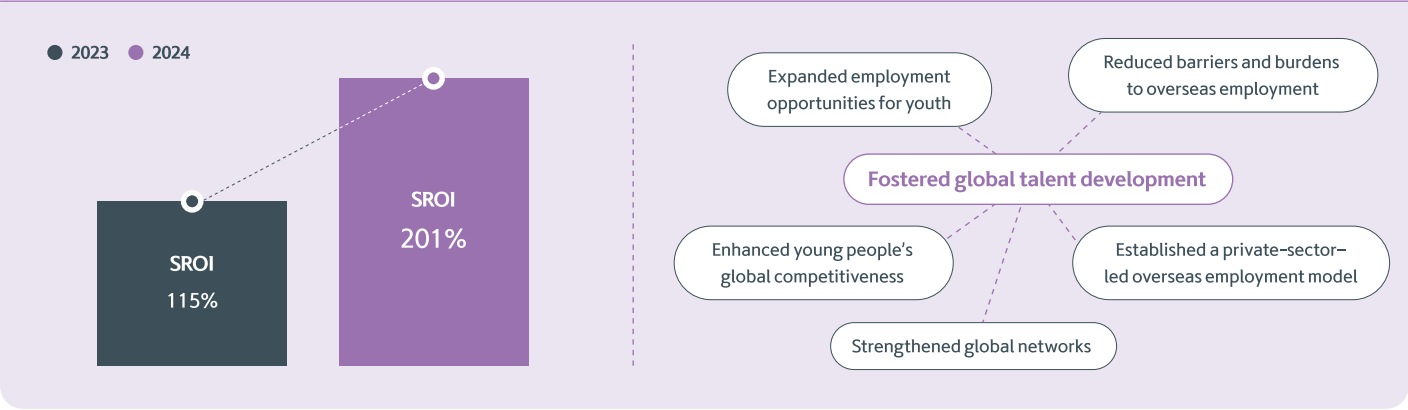 2023
2024
SROI
115%
SROI
201%
Expanded employment
opportunities for youth
Reduced barriers and burdens
to overseas employment
Fostered global talent development
Enhanced young people’s
global competitiveness
Established a private–sector–
led overseas employment model
Strengthened global networks